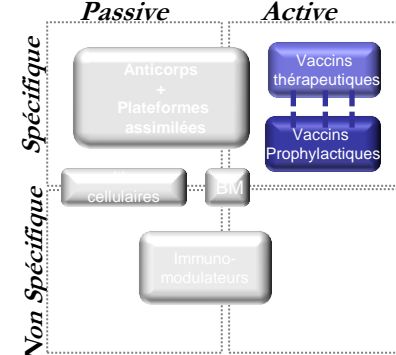 Passive Active
Spécifique
Anticorps
+
Plateformes
assimilées
Vaccins
thérapeutiques
Vaccins
Prophylactiques
cellulaires
BM
Non Spécifique
Immuno-
modulateurs